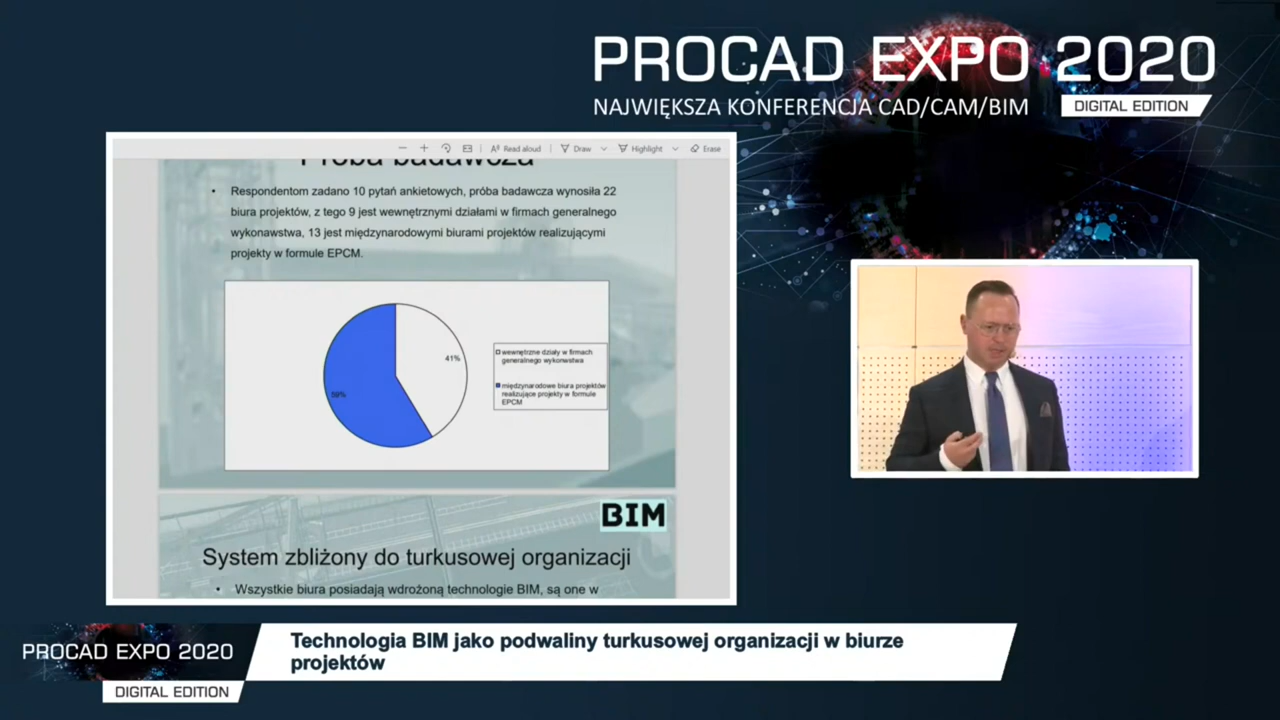 PROCAD EXPO 2020
NAJWIĘKSZA KONFERENCJA CAD/CAM/BIM
DIGITAL EDITION
Read aloud
Draw
Highlight
Erase
Próba badawcza
• Respondentom zadano 10 pytań ankietowych, próba badawcza wynosiła 22
biura projektów, z tego 9 jest wewnętrznymi działami w firmach generalnego
wykonawstwa, 13 jest międzynarodowymi biurami projektów realizującymi
projekty w formule EPCM.
41%
59%
wewnętrzne działy w firmach
generalnego wykonwstwa
międzynarodowe biura projektów
realizujące projekty w formule
EPCM
BIM
System zbliżony do turkusowej organizacji
• Wszystkie biura posiadają wdrożoną technologie BIM, są one w
PROCAD EXPO 2020
DIGITAL EDITION
Technologia BIM jako podwaliny turkusowej organizacji w biurze
projektów